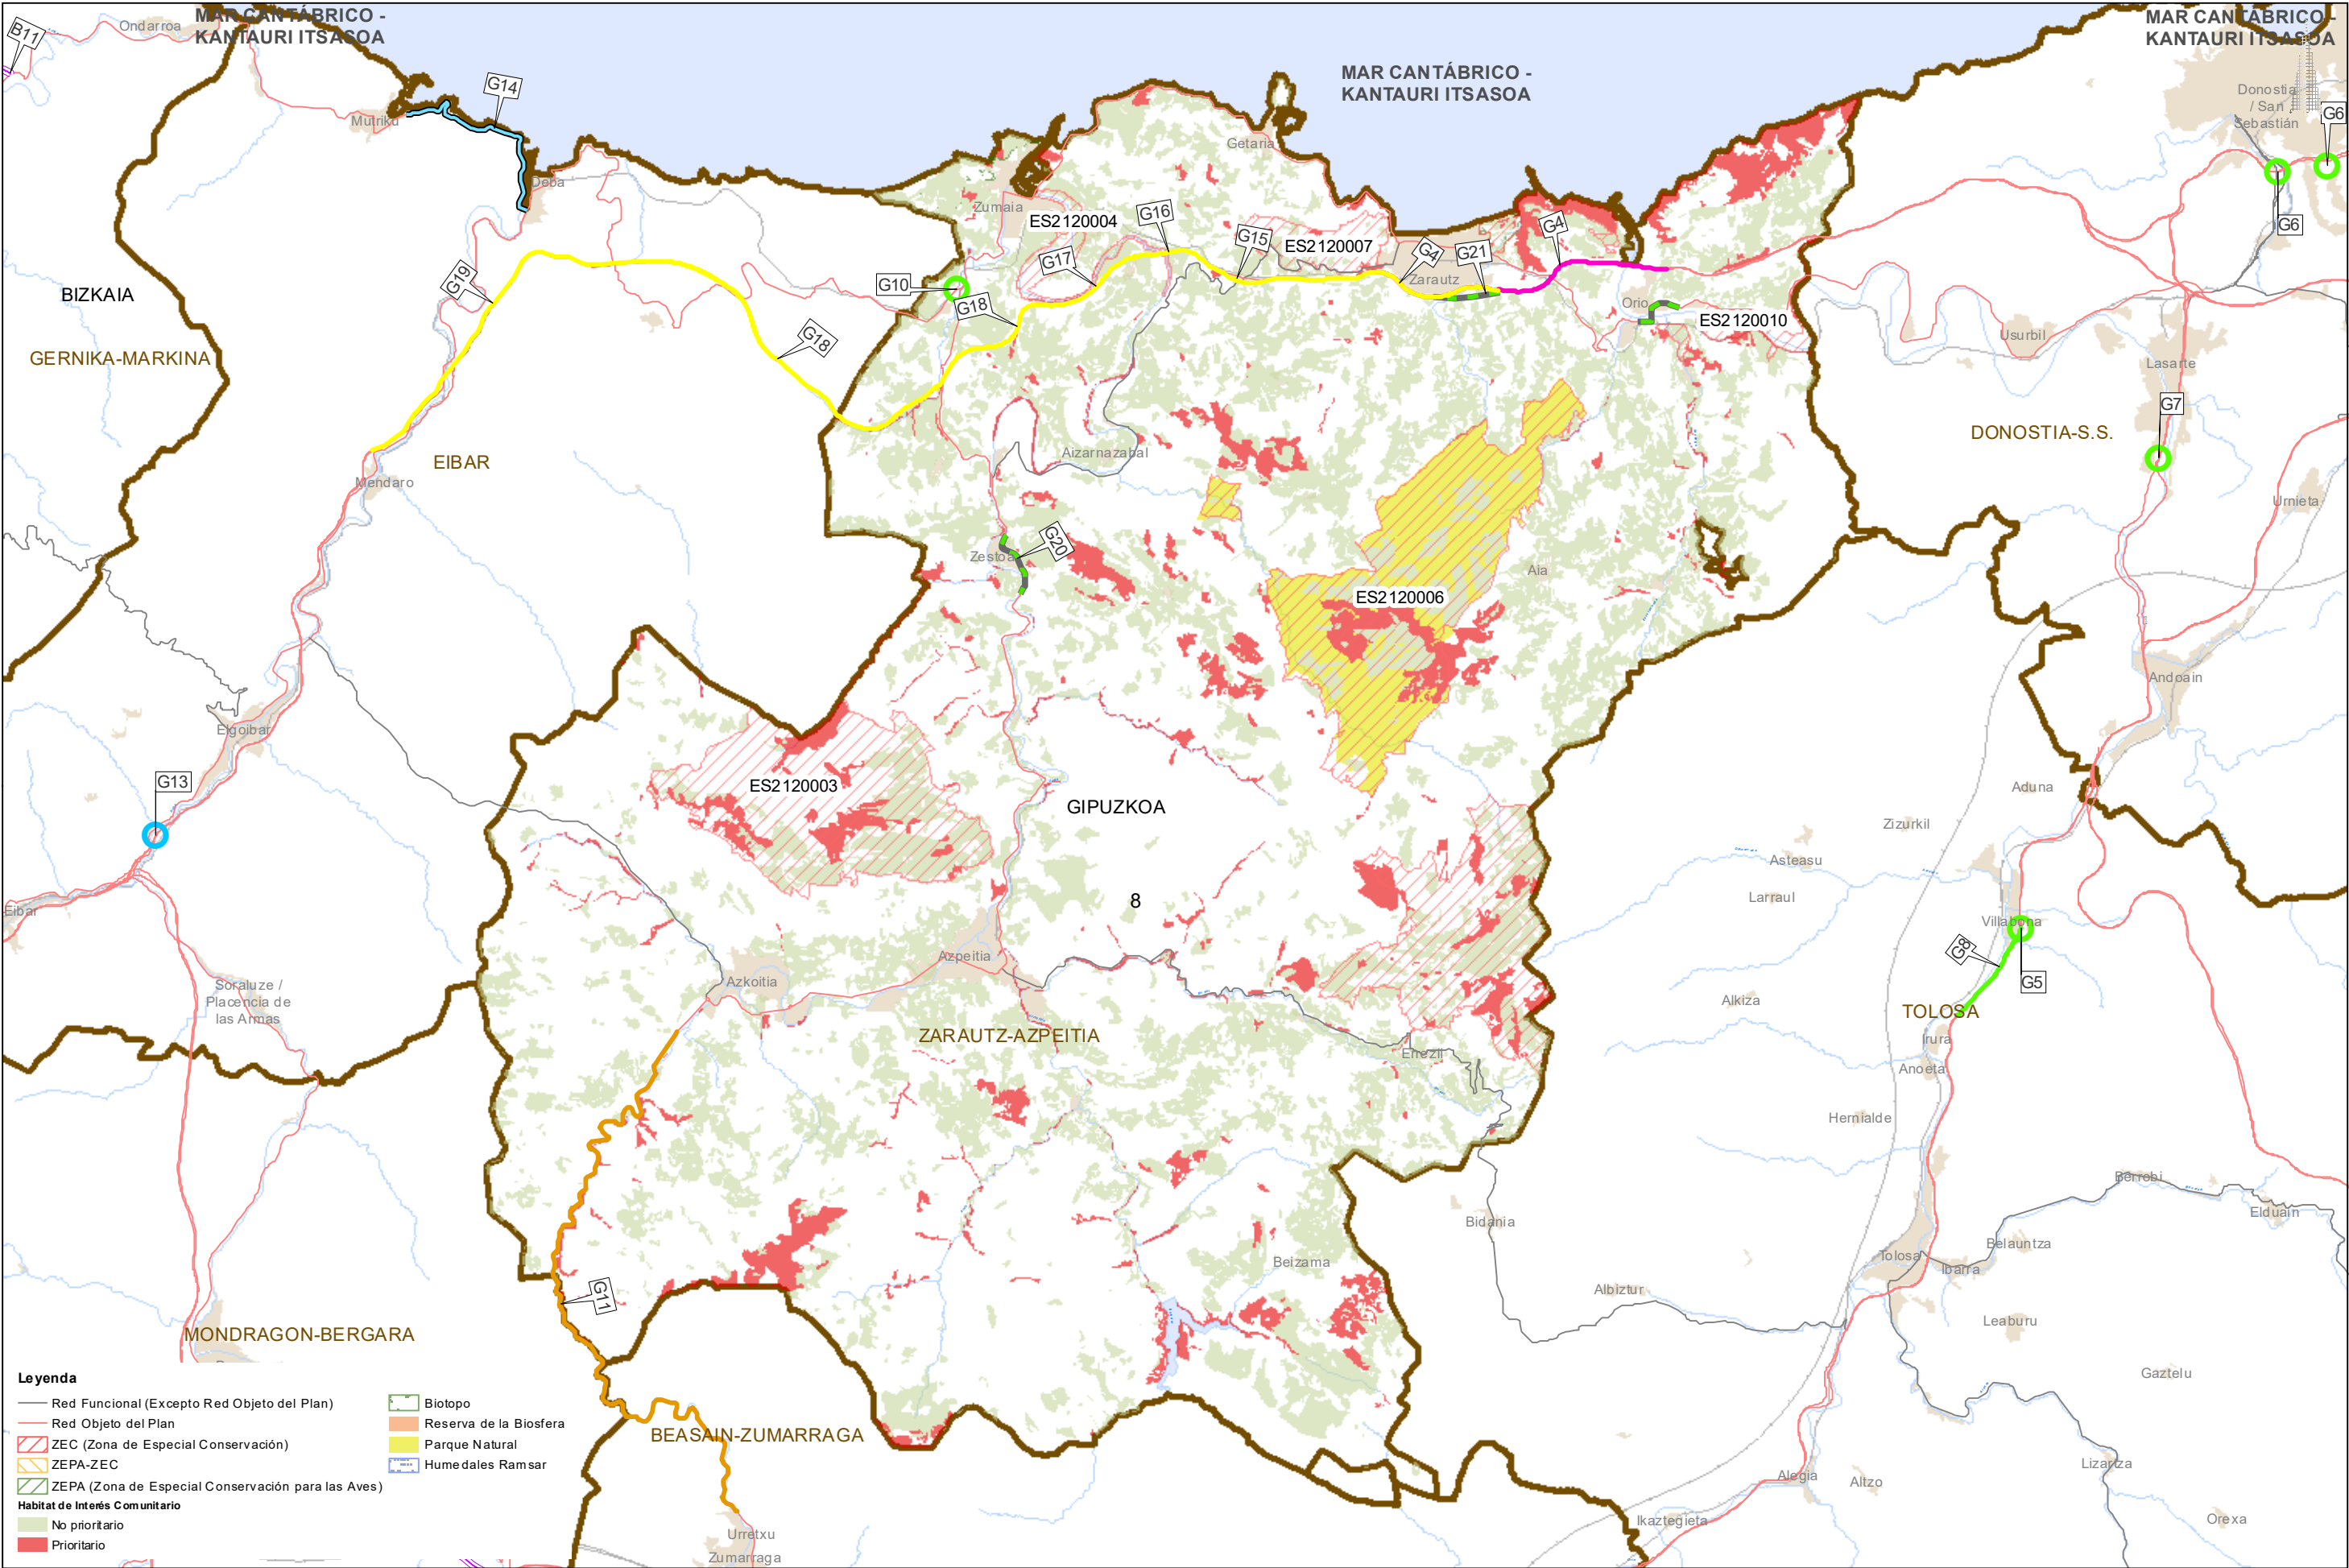 MAR CANTÁBRICO -
KANTAURI ITSASOA
MAR CANTÁBRICO -
KANTAURI ITSASOA
MAR CANTÁBRICO -
KANTAURI ITSASOA
B11
Ondarroa
G14
Mutriku
Deba
Getaria
Zumaia
Donostia
/ San
Sebastián
G6
G6
ES2120004
G16
G15
ES2120007
G4
G21
G4
G17
Zarautz
G10
G18
Orio
ES2120010
G19
G18
BIZKAIA
GERNIKA-MARKINA
EIBAR
Mendaro
Usurbil
Lasarte
G7
DONOSTIA-S.S.
Urnieta
Aizarnazabal
Zestoa
G20
Aia
ES2120006
Andoain
Elgoibar
ES2120003
GIPUZKOA
Aduna
G13
Zizurkil
Asteasu
Larraul
8
Eibar
Villabona
G8
G5
Azpeitia
Azkoitia
Soraluze /
Placencia de
las Armas
Alkiza
TOLOSA
ZARAUTZ-AZPEITIA
Irura
Errezil
Anoeta
Hernialde
Berrobi
Bidania
Elduain
Belauntza
Tolosa
Ibarra
Beizama
Albiztur
G11
Leaburu
MONDRAGON-BERGARA
Gaztelu
BEASAIN-ZUMARRAGA
Lizartza
Alegia
Altzo
Ikaztegieta
Orexa
Urretxu
Zumarraga
Leyenda
Red Funcional (Excepto Red Objeto del Plan)
Red Objeto del Plan
ZEC (Zona de Especial Conservación)
ZEPA-ZEC
ZEPA (Zona de Especial Conservación para las Aves)
Habitat de Interés Comunitario
No prioritario
Prioritario
Biotopo
Reserva de la Biosfera
Parque Natural
Humedales Ramsar